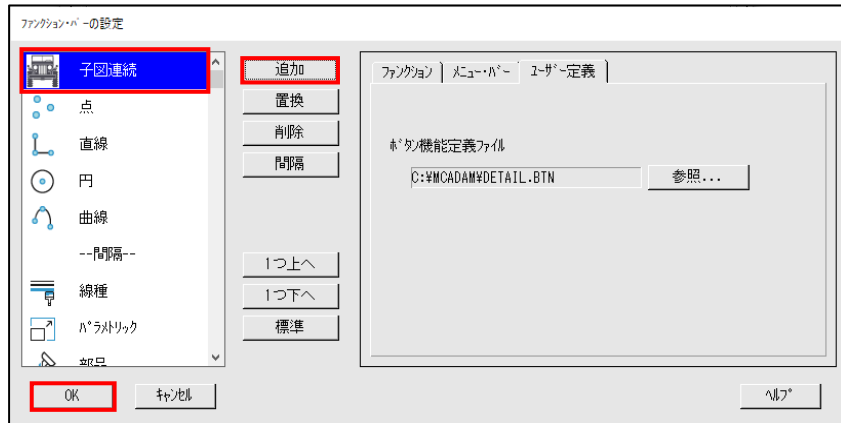 ﾌｧﾝｸｼｮﾝ・ﾊﾞｰの設定
子図連続
点
直線
円
曲線
--間隔--
線種
ﾊﾟﾗﾒﾄﾘｯｸ
部品
追加
置換
削除
間隔
1つ上へ
1つ下へ
標準
ﾌｧﾝｸｼｮﾝ
ﾒﾆｭｰ・ﾊﾞｰ
ﾕｰｻﾞｰ定義
ﾎﾞﾀﾝ機能定義ﾌｧｲﾙ
C:¥MCADAM¥DETAIL.BTN
参照...
OK
ｷｬﾝｾﾙ
ﾍﾙﾌﾟ